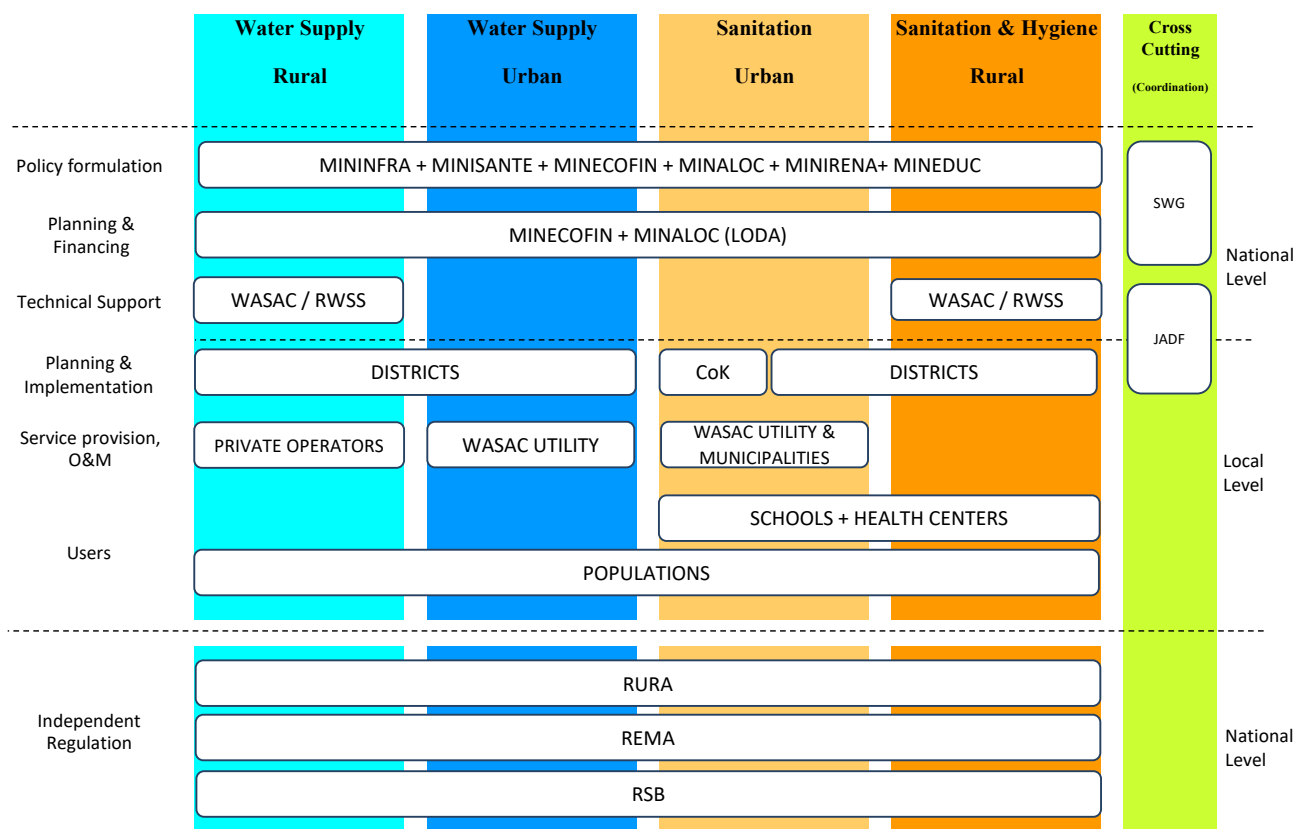 Water Supply
Rural
Water Supply
Urban
Sanitation
Urban
Sanitation & Hygiene
Rural
Cross
Cutting
(Coordination)
Policy formulation
MININFRA + MINISANTE + MINECOFIN + MINALOC + MINIRENA+ MINEDUC
SWG
Planning &
Financing
MINECOFIN + MINALOC (LODA)
National
Level
Technical Support
WASAC / RWSS
WASAC / RWSS
JADF
Planning &
Implementation
DISTRICTS
CoK
DISTRICTS
Service provision,
O&M
PRIVATE OPERATORS
WASAC UTILITY
WASAC UTILITY &
MUNICIPALITIES
Local
Level
SCHOOLS + HEALTH CENTERS
Users
POPULATIONS
RURA
Independent
Regulation
REMA
National
Level
RSB